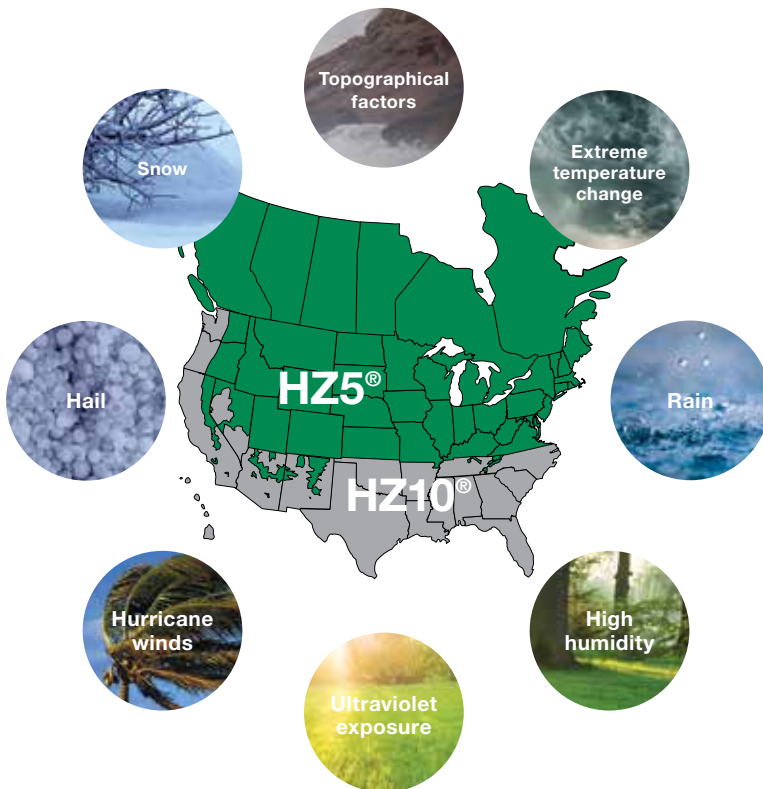 Topographical
factors
Snow
Extreme
temperature
change
HZ5®
Hail
Rain
HZ10®
Hurricane
winds
High
humidity
Ultraviolet
exposure